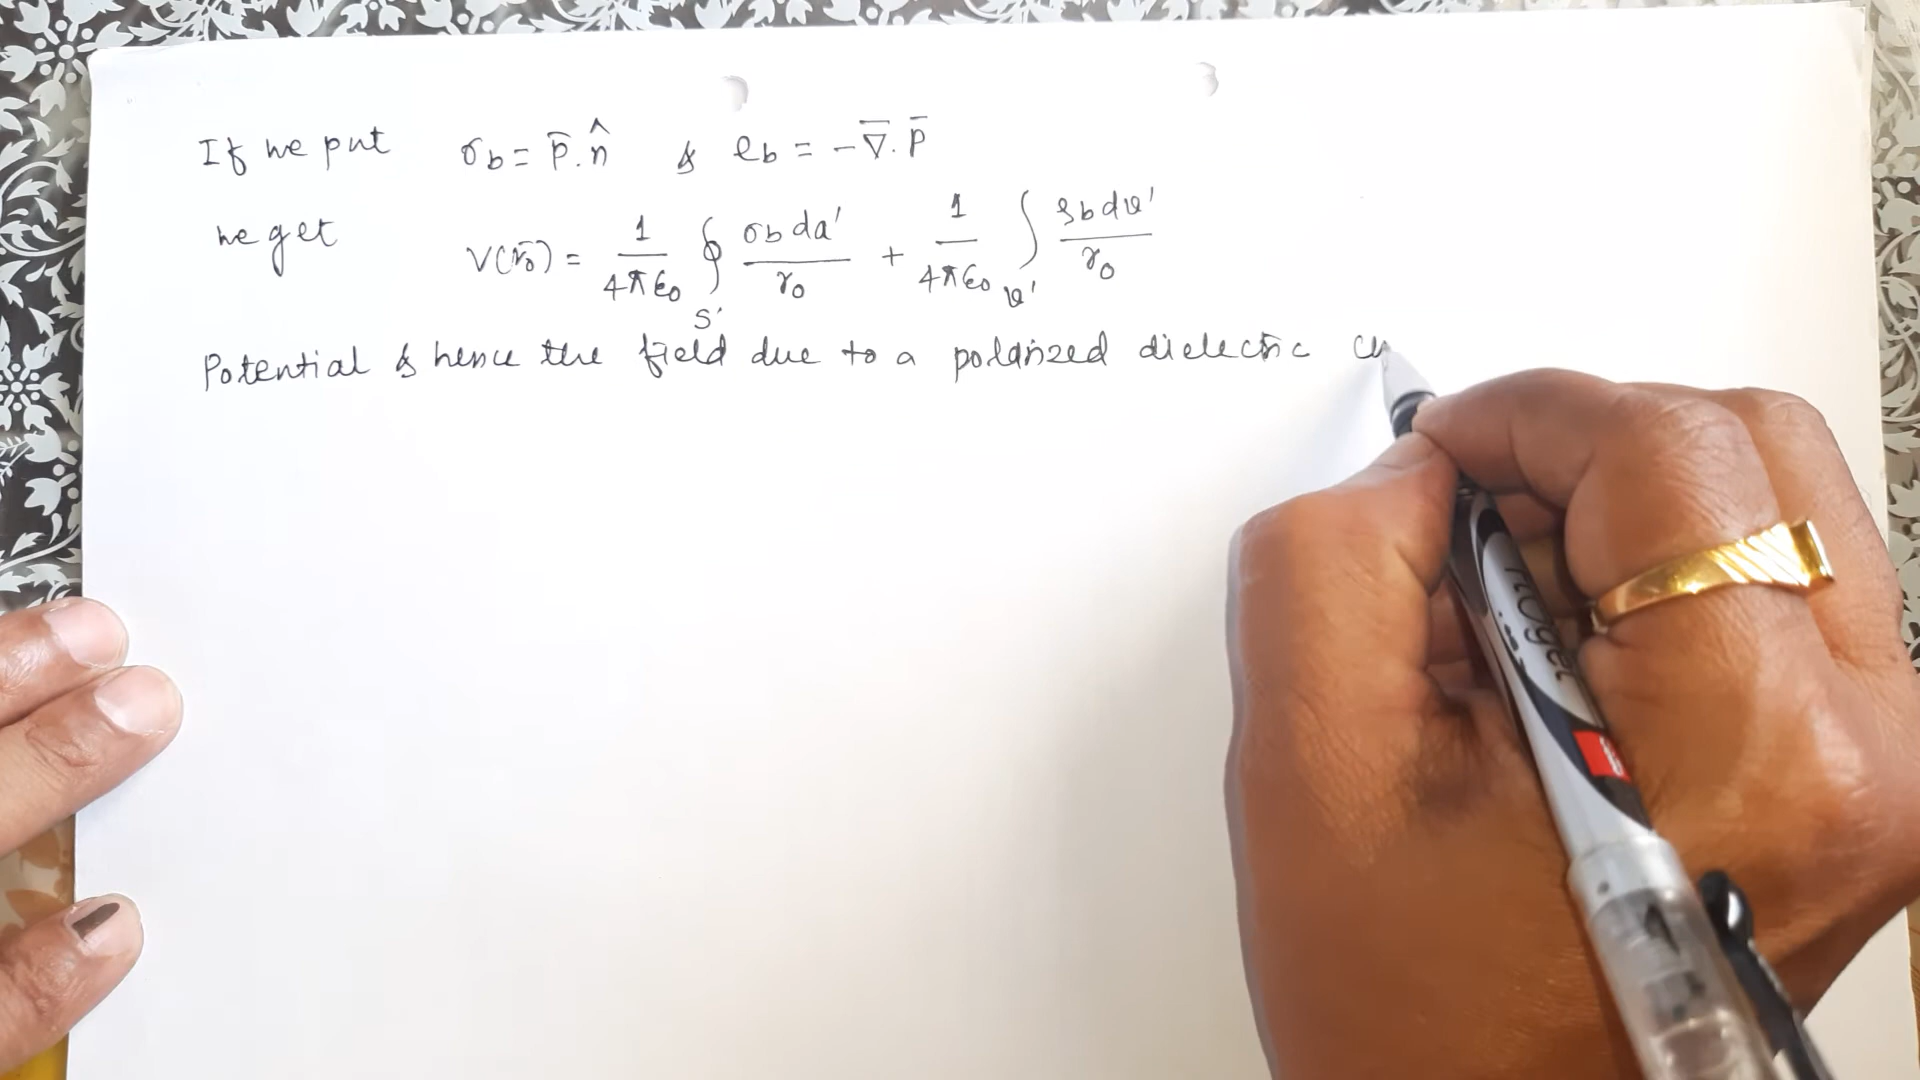 If we put σb = p̄.n̂ & ρb = -∇̄.p̄
we get V(r̄₀) = 1/4πϵ₀ ∮S' σb da'/r₀ + 1/4πϵ₀ ∫v' ρb dv'/r₀
Potential & hence the field due to a polarized dielectric